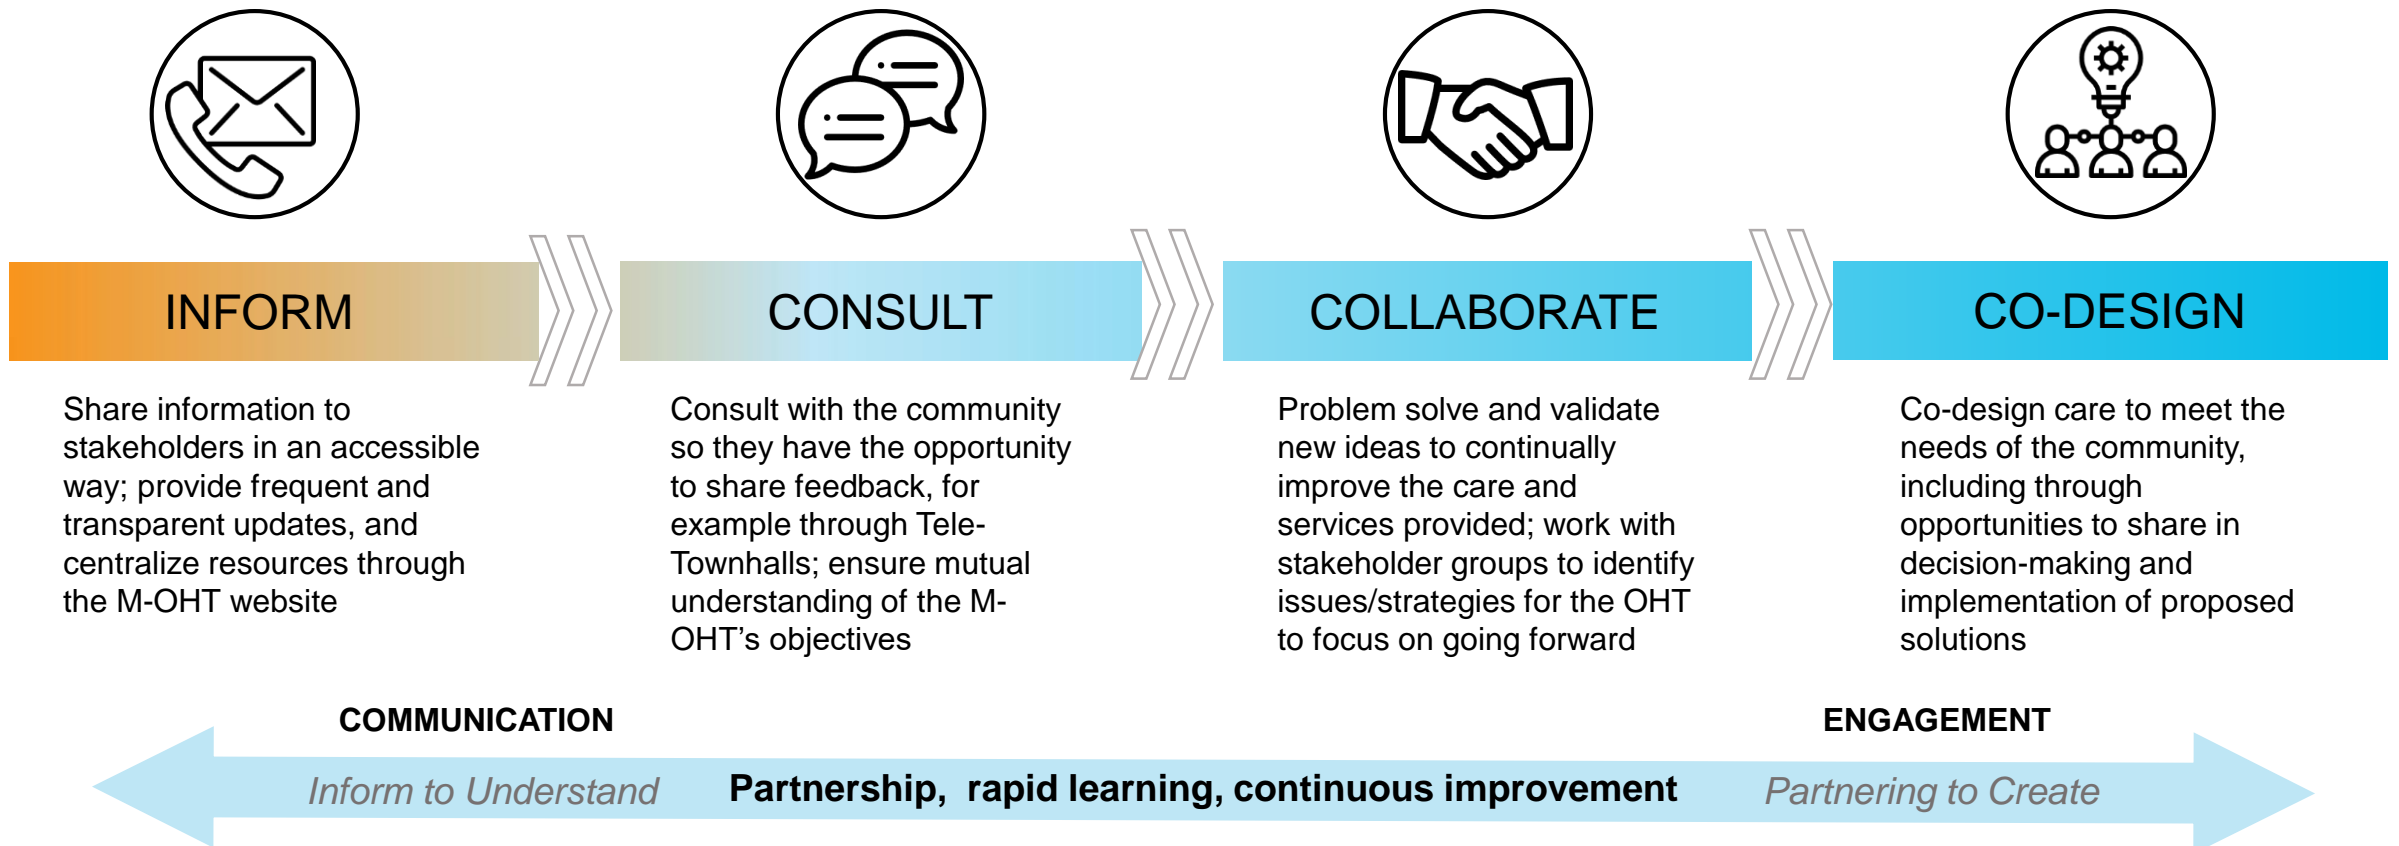 INFORM
Share information to
stakeholders in an accessible
way; provide frequent and
transparent updates, and
centralize resources through
the M-OHT website
CONSULT
Consult with the community
so they have the opportunity
to share feedback, for
example through Tele-
Townhalls; ensure mutual
understanding of the M-
OHT’s objectives
COLLABORATE
Problem solve and validate
new ideas to continually
improve the care and
services provided; work with
stakeholder groups to identify
issues/strategies for the OHT
to focus on going forward
CO-DESIGN
Co-design care to meet the
needs of the community,
including through
opportunities to share in
decision-making and
implementation of proposed
solutions
COMMUNICATION
ENGAGEMENT
Inform to Understand
Partnership,  rapid learning, continuous improvement
Partnering to Create